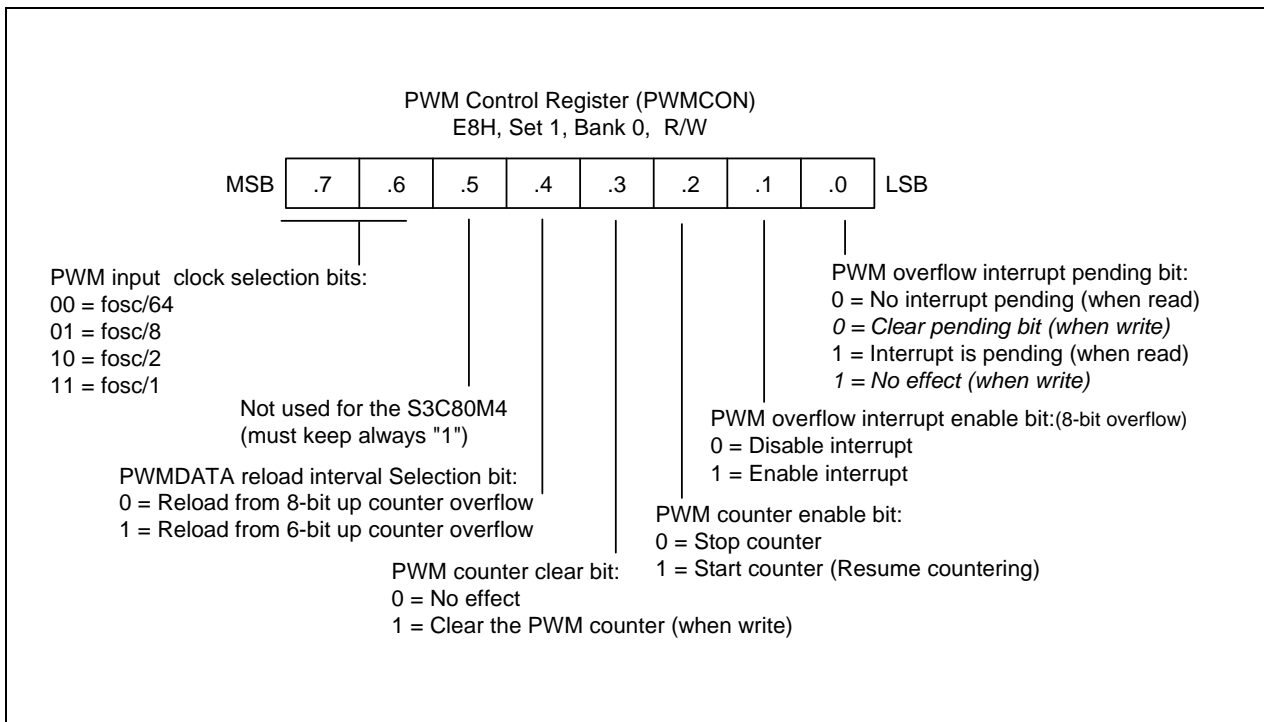 PWM Control Register (PWMCON)
E8H, Set 1, Bank 0, R/W
MSB .7 .6 .5 .4 .3 .2 .1 .0 LSB
PWM input clock selection bits:
00 = fosc/64
01 = fosc/8
10 = fosc/2
11 = fosc/1
Not used for the S3C80M4
(must keep always "1")
PWMDATA reload interval Selection bit:
0 = Reload from 8-bit up counter overflow
1 = Reload from 6-bit up counter overflow
PWM counter clear bit:
0 = No effect
1 = Clear the PWM counter (when write)
PWM overflow interrupt pending bit:
0 = No interrupt pending (when read)
0 = Clear pending bit (when write)
1 = Interrupt is pending (when read)
1 = No effect (when write)
PWM overflow interrupt enable bit:(8-bit overflow)
0 = Disable interrupt
1 = Enable interrupt
PWM counter enable bit:
0 = Stop counter
1 = Start counter (Resume countering)